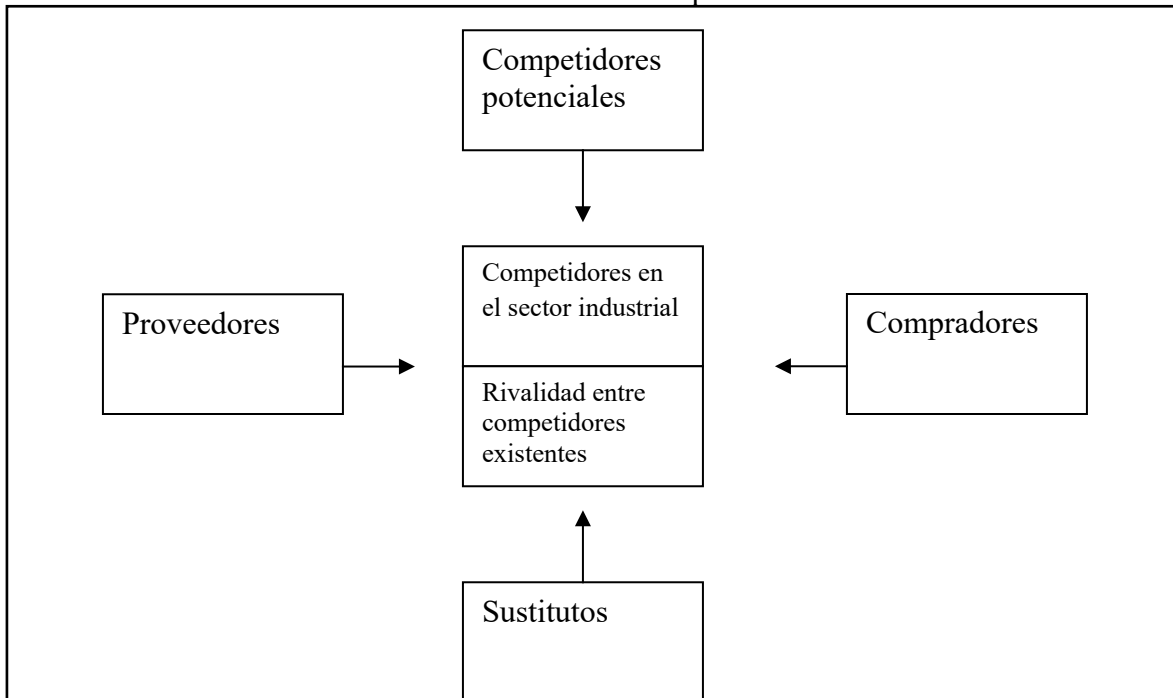 Competidores
potenciales
Competidores en
el sector industrial
Proveedores
Compradores
Rivalidad entre
competidores
existentes
Sustitutos